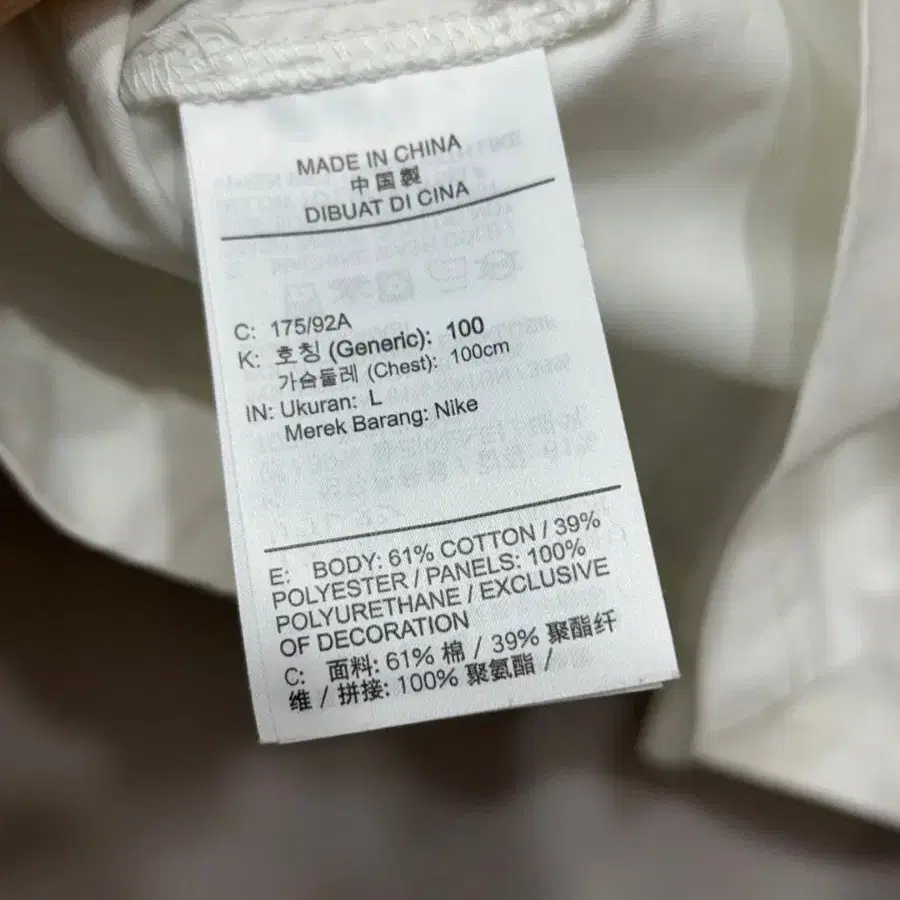 MADE IN CHINA
中国製
DIBUAT DI CINA
C: 175/92A
K: 호칭 (Generic): 100
가슴둘레 (Chest): 100cm
IN: Ukuran: L
Merek Barang: Nike
E: BODY: 61% COTTON / 39%
POLYESTER / PANELS: 100%
POLYURETHANE / EXCLUSIVE
OF DECORATION
C: 面料: 61% 棉 / 39% 聚酯纤
维 / 拼接: 100% 聚氨酯 /